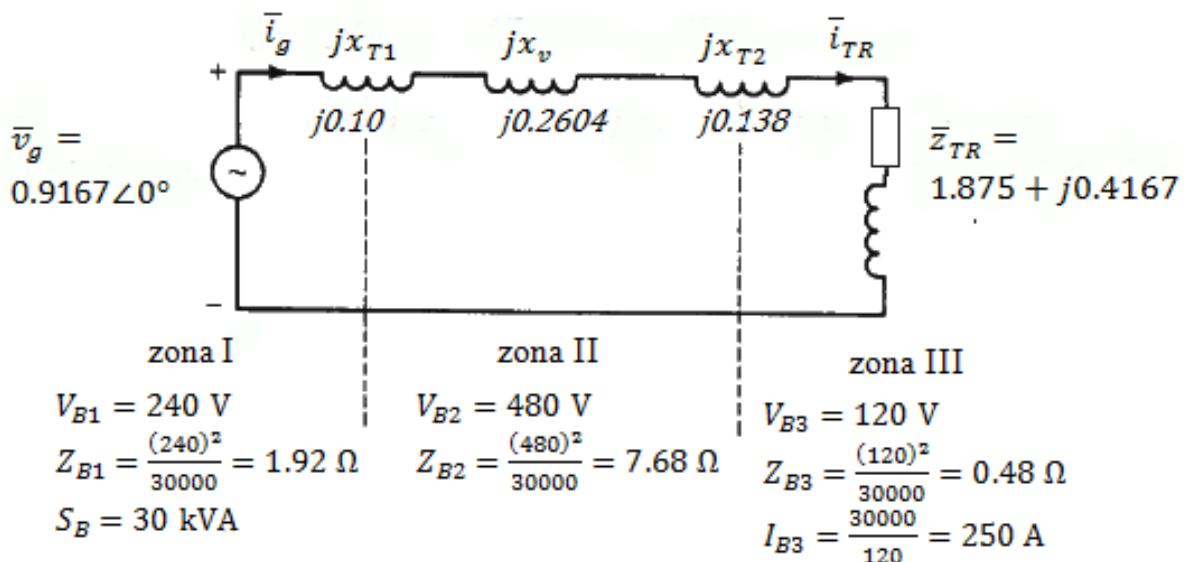 i̅_g jx_T1 jx_v jx_T2 i̅_TR
+
j0.10 j0.2604 j0.138
v̅_g =
0.9167∠0°
~
z̅_TR =
1.875 + j0.4167
−
zona I
V_B1 = 240 V
Z_B1 = (240)²/30000 = 1.92 Ω
S_B = 30 kVA
zona II
V_B2 = 480 V
Z_B2 = (480)²/30000 = 7.68 Ω
zona III
V_B3 = 120 V
Z_B3 = (120)²/30000 = 0.48 Ω
I_B3 = 30000/120 = 250 A